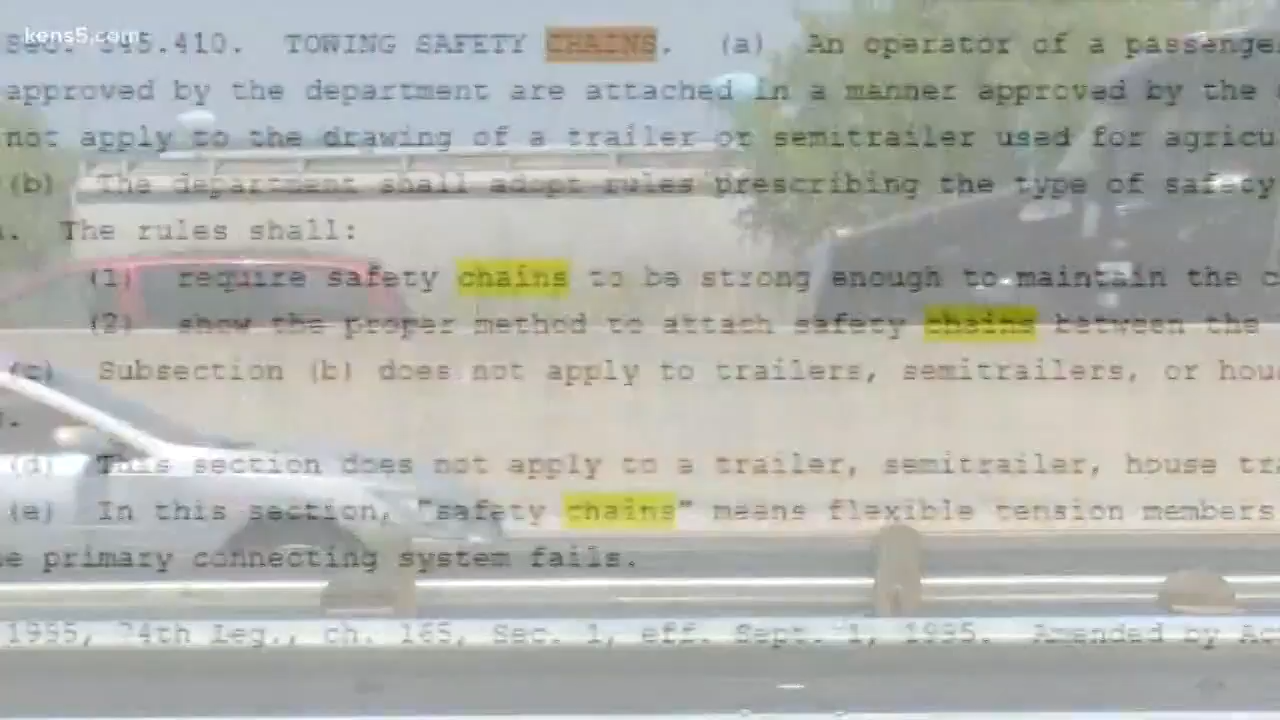 kens5.com
sec. 545.410. TOWING SAFETY CHAINS. (a) An operator of a passenger
approved by the department are attached in a manner approved by the
not apply to the drawing of a trailer or semitrailer used for agricu
(b) The department shall adopt rules prescribing the type of safety
. The rules shall:
(1) require safety chains to be strong enough to maintain the c
(2) show the proper method to attach safety chains between the
(c) Subsection (b) does not apply to trailers, semitrailers, or hou
.
(d) This section does not apply to a trailer, semitrailer, house tra
(e) In this section, "safety chains" means flexible tension members
e primary connecting system fails.
1995, 74th Leg., ch. 165, Sec. 1, eff. Sept. 1, 1995. Amended by Ac